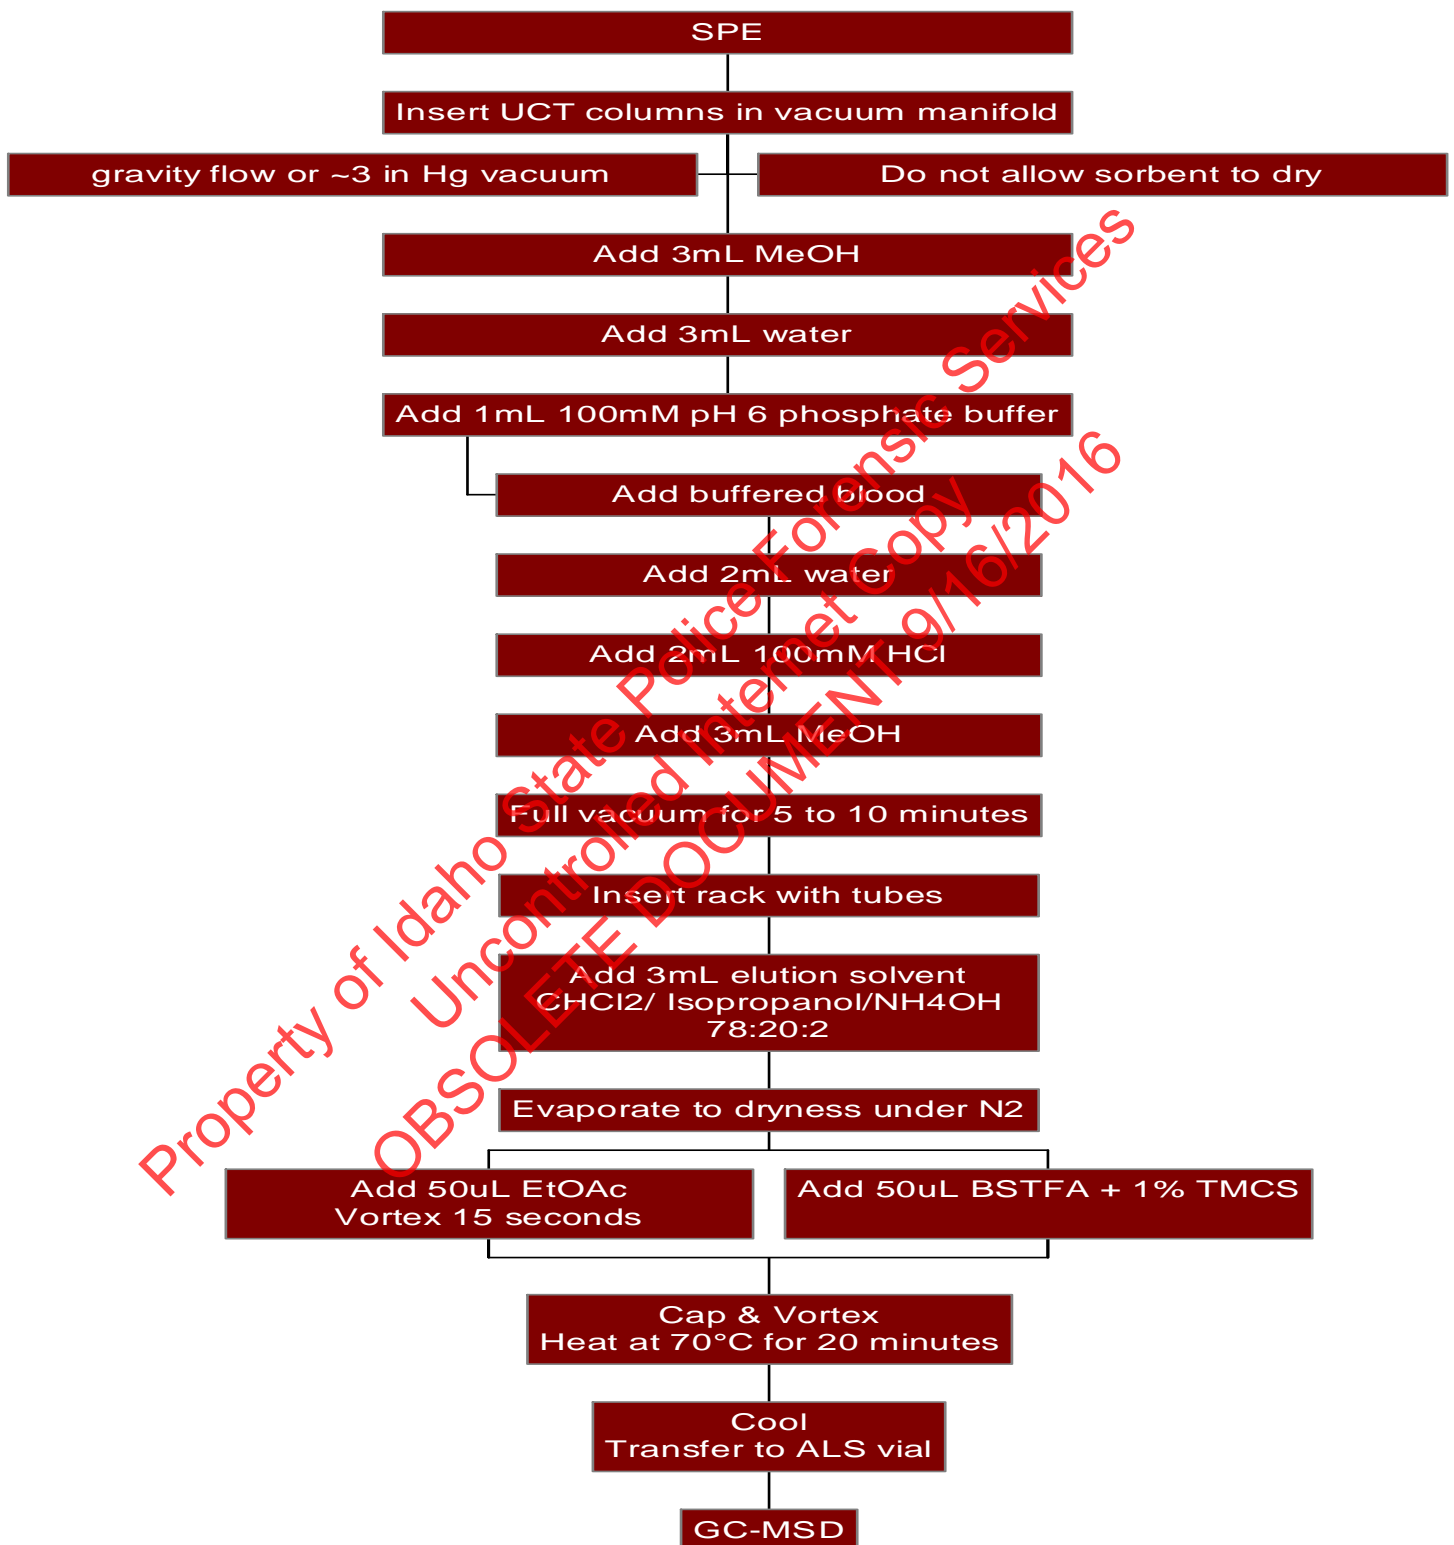 SPE
Insert UCT columns in vacuum manifold
gravity flow or ~3 in Hg vacuum
Do not allow sorbent to dry
Add 3mL MeOH
Add 3mL water
Add 1mL 100mM pH 6 phosphate buffer
Add buffered blood
Add 2mL water
Add 2mL 100mM HCl
Add 3mL MeOH
Full vacuum for 5 to 10 minutes
Insert rack with tubes
Add 3mL elution solvent
CHCl2/ Isopropanol/NH4OH
78:20:2
Evaporate to dryness under N2
Add 50uL EtOAc
Vortex 15 seconds
Add 50uL BSTFA + 1% TMCS
Cap & Vortex
Heat at 70°C for 20 minutes
Cool
Transfer to ALS vial
GC-MSD
Property of Idaho State Police Forensic Services
Uncontrolled Internet Copy
OBSOLETE DOCUMENT 9/16/2016